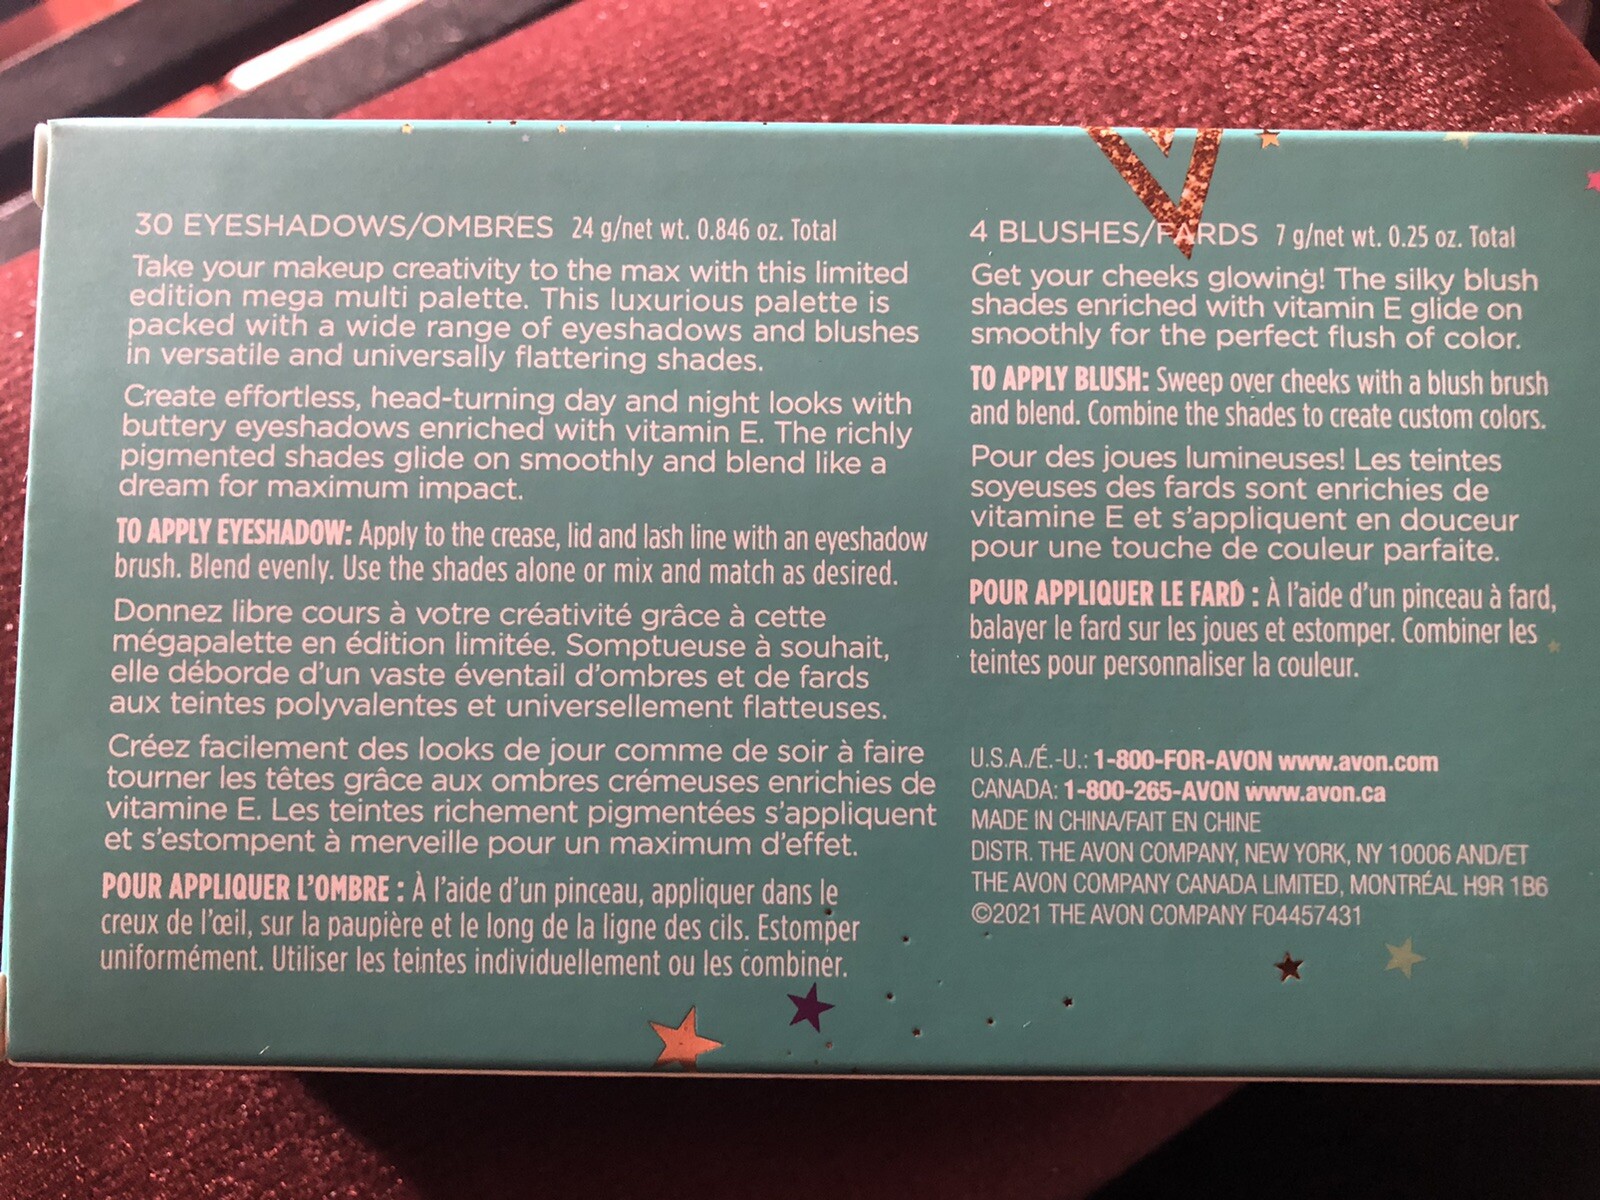 30 EYESHADOWS/OMBRES 24 g/net wt. 0.846 oz. Total
Take your makeup creativity to the max with this limited
edition mega multi palette. This luxurious palette is
packed with a wide range of eyeshadows and blushes
in versatile and universally flattering shades.
Create effortless, head-turning day and night looks with
buttery eyeshadows enriched with vitamin E. The richly
pigmented shades glide on smoothly and blend like a
dream for maximum impact.
TO APPLY EYESHADOW: Apply to the crease, lid and lash line with an eyeshadow
brush. Blend evenly. Use the shades alone or mix and match as desired.
Donnez libre cours à votre créativité grâce à cette
mégapalette en édition limitée. Somptueuse à souhait,
elle déborde d'un vaste éventail d'ombres et de fards
aux teintes polyvalentes et universellement flatteuses.
Créez facilement des looks de jour comme de soir à faire
tourner les têtes grâce aux ombres crémeuses enrichies de
vitamine E. Les teintes richement pigmentées s'appliquent
et s'estompent à merveille pour un maximum d'effet.
POUR APPLIQUER L'OMBRE : À l'aide d'un pinceau, appliquer dans le
creux de l'œil, sur la paupière et le long de la ligne des cils. Estomper
uniformément. Utiliser les teintes individuellement ou les combiner.
4 BLUSHES/FARDS 7 g/net wt. 0.25 oz. Total
Get your cheeks glowing! The silky blush
shades enriched with vitamin E glide on
smoothly for the perfect flush of color.
TO APPLY BLUSH: Sweep over cheeks with a blush brush
and blend. Combine the shades to create custom colors.
Pour des joues lumineuses! Les teintes
soyeuses des fards sont enrichies de
vitamine E et s'appliquent en douceur
pour une touche de couleur parfaite.
POUR APPLIQUER LE FARD : À l'aide d'un pinceau à fard,
balayer le fard sur les joues et estomper. Combiner les
teintes pour personnaliser la couleur.
U.S.A./É.-U.: 1-800-FOR-AVON www.avon.com
CANADA: 1-800-265-AVON www.avon.ca
MADE IN CHINA/FAIT EN CHINE
DISTR. THE AVON COMPANY, NEW YORK, NY 10006 AND/ET
THE AVON COMPANY CANADA LIMITED, MONTRÉAL H9R 1B6
©2021 THE AVON COMPANY F04457431